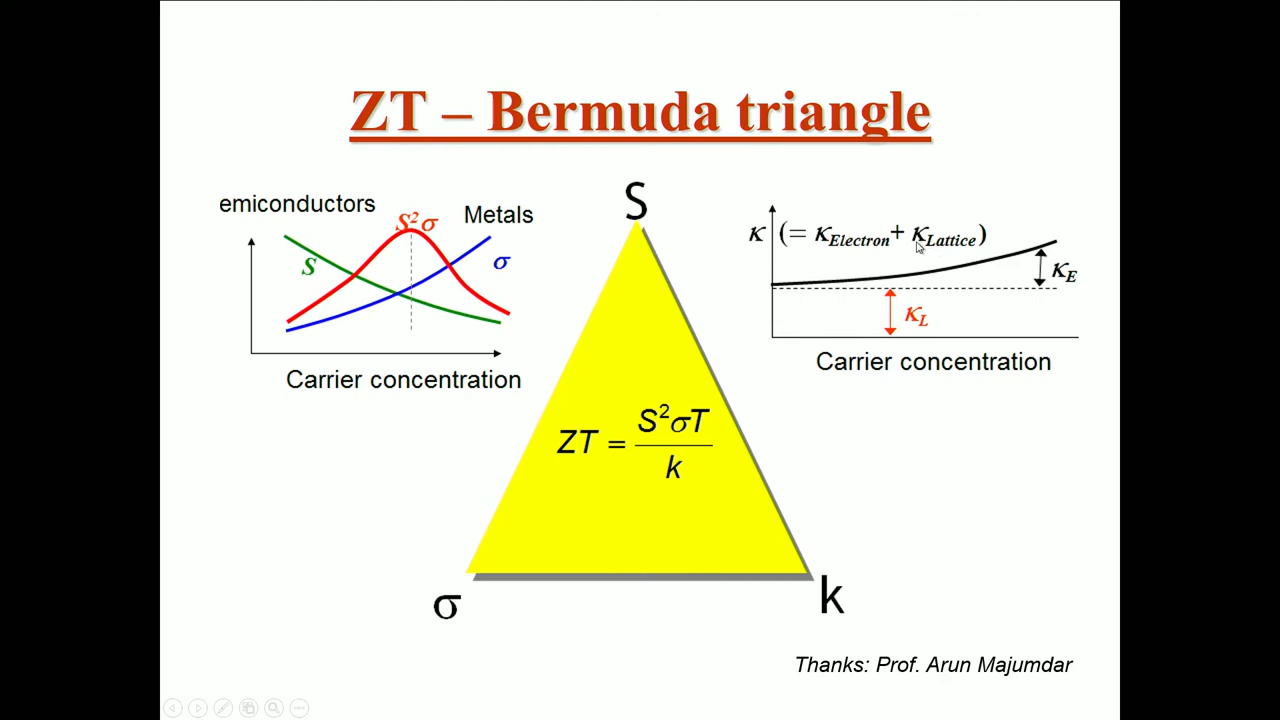 ZT – Bermuda triangle
emiconductors
S²σ
Metals
S
σ
Carrier concentration
S
κ (= κElectron + κLattice)
κE
κL
Carrier concentration
ZT = S²σT / k
σ
k
Thanks: Prof. Arun Majumdar